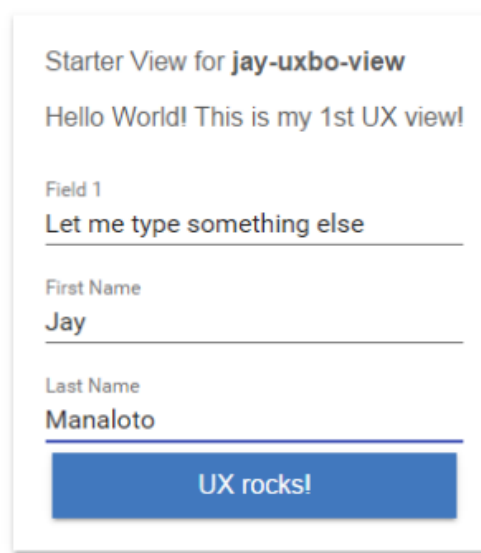 Starter View for jay-uxbo-view
Hello World! This is my 1st UX view!
Field 1
Let me type something else
First Name
Jay
Last Name
Manaloto
UX rocks!